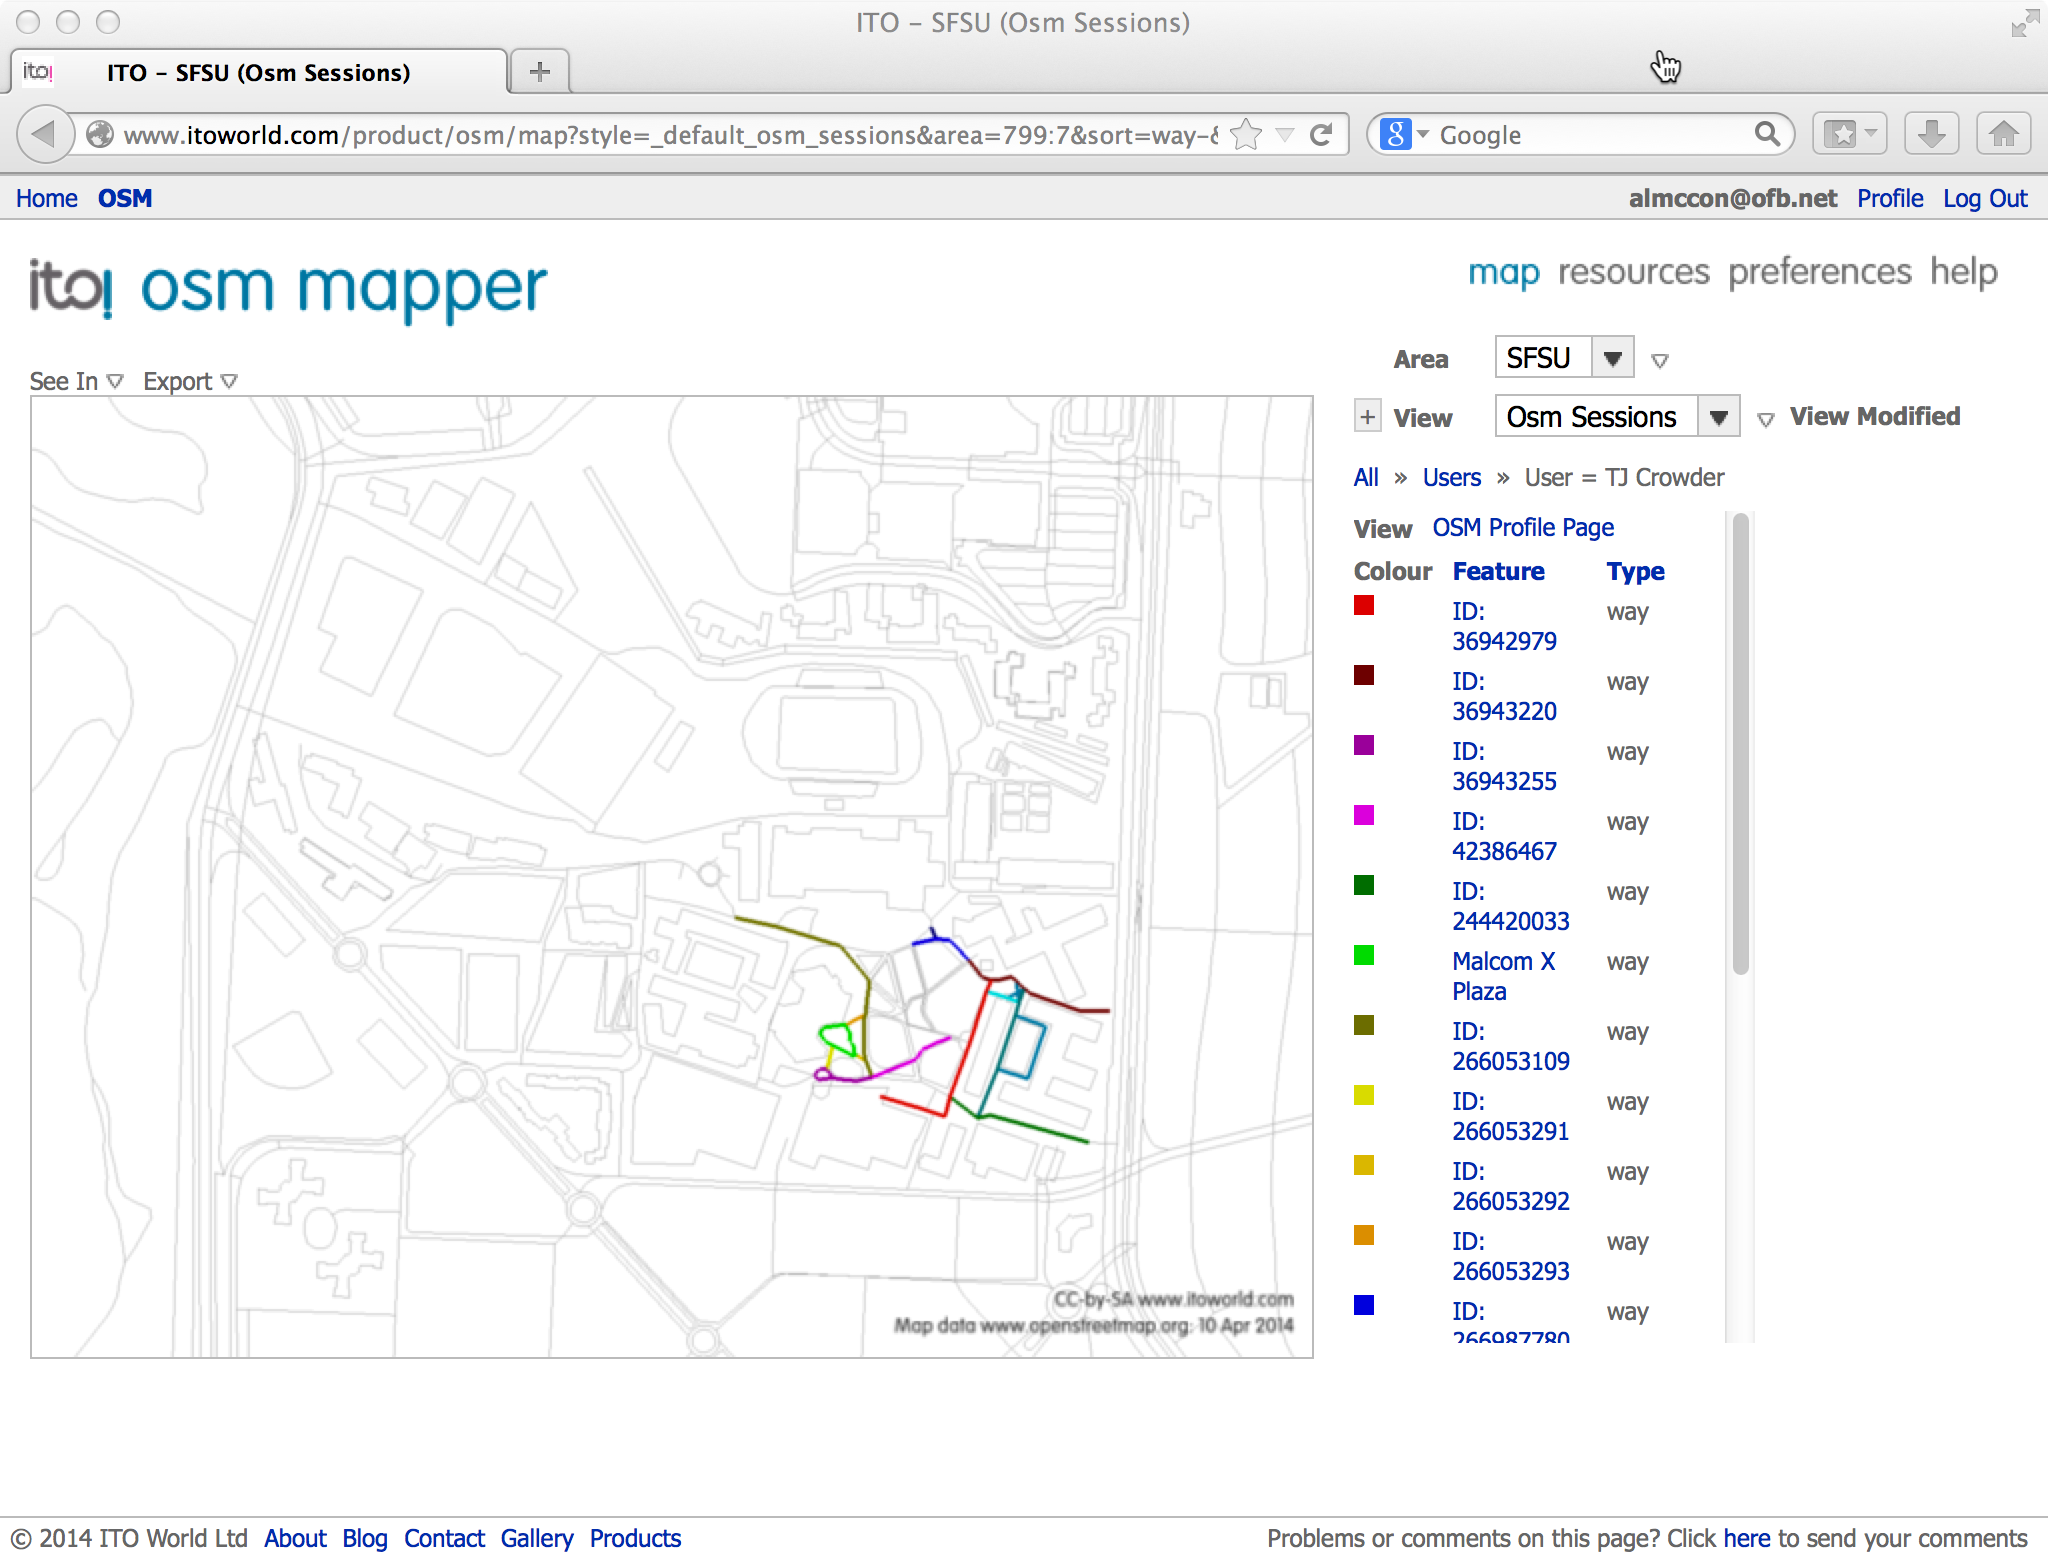 ITO – SFSU (Osm Sessions)
ito! ITO – SFSU (Osm Sessions) +
www.itoworld.com/product/osm/map?style=_default_osm_sessions&area=799:7&sort=way-& g Google
Home OSM almccon@ofb.net Profile Log Out
ito! osm mapper
map resources preferences help
Area SFSU
See In Export
+ View Osm Sessions View Modified
All » Users » User = TJ Crowder
View OSM Profile Page
Colour Feature Type
ID: way
36942979
ID: way
36943220
ID: way
36943255
ID: way
42386467
ID: way
244420033
Malcom X way
Plaza
ID: way
266053109
ID: way
266053291
ID: way
266053292
ID: way
266053293
ID: way
266987780
CC-by-SA www.itoworld.com
Map data www.openstreetmap.org: 10 Apr 2014
© 2014 ITO World Ltd About Blog Contact Gallery Products Problems or comments on this page? Click here to send your comments